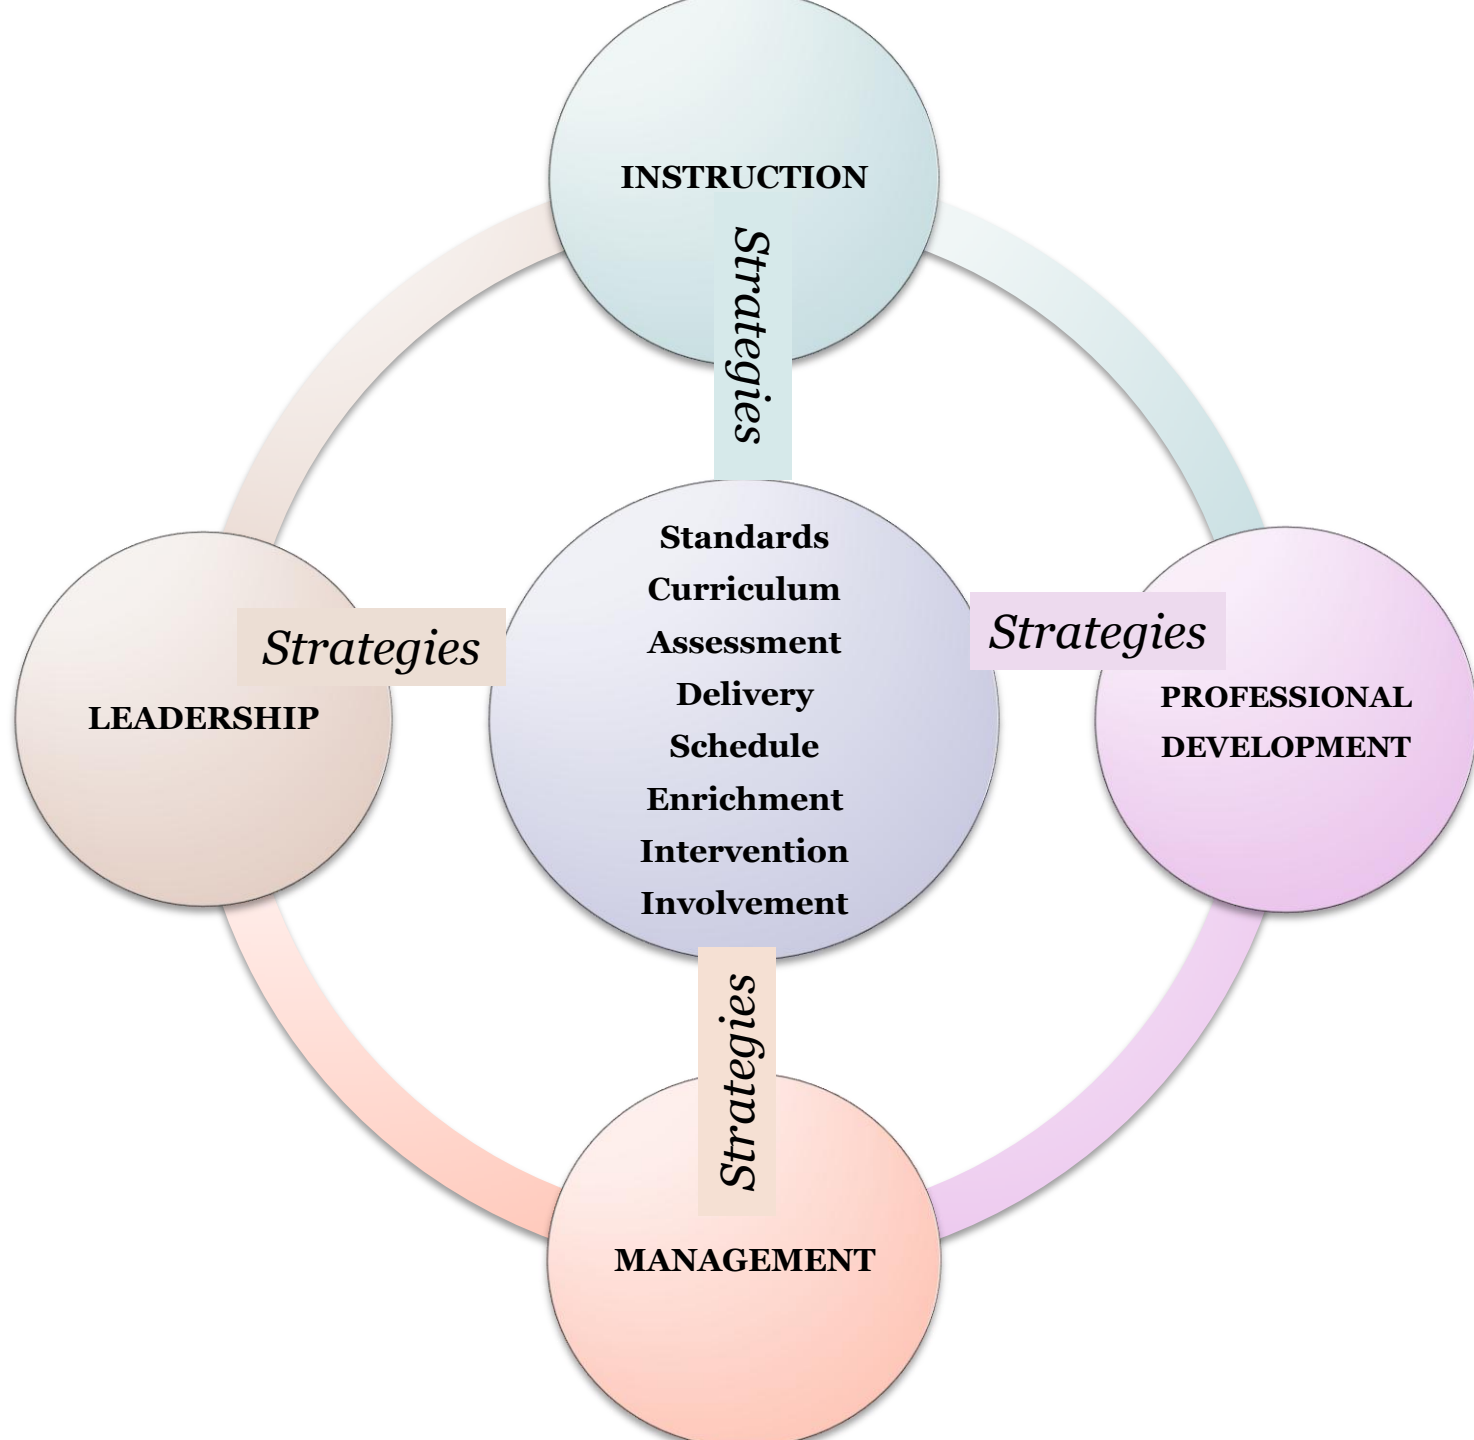 INSTRUCTION
Strategies
Standards
Curriculum
Assessment
Delivery
Schedule
Enrichment
Intervention
Involvement
Strategies
LEADERSHIP
Strategies
PROFESSIONAL
DEVELOPMENT
Strategies
MANAGEMENT